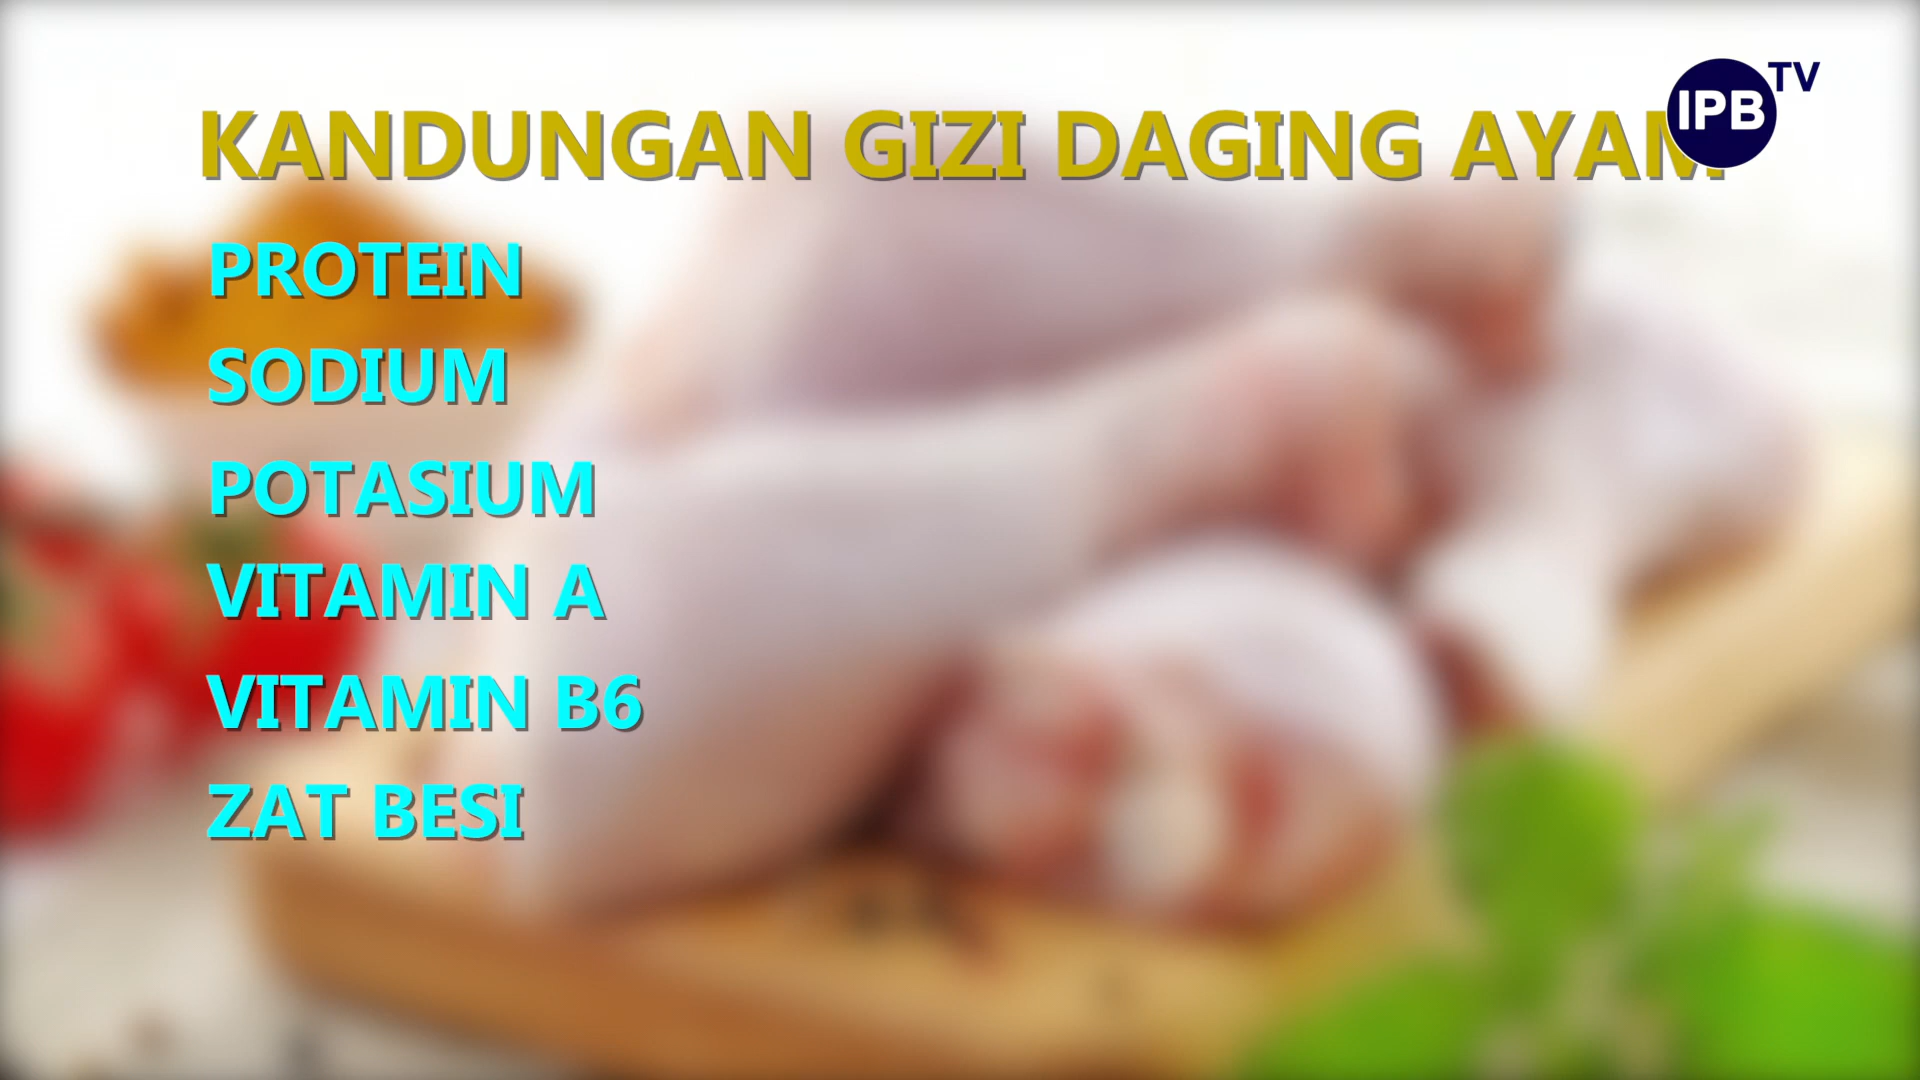 IPB TV
KANDUNGAN GIZI DAGING AYAM
PROTEIN
SODIUM
POTASIUM
VITAMIN A
VITAMIN B6
ZAT BESI